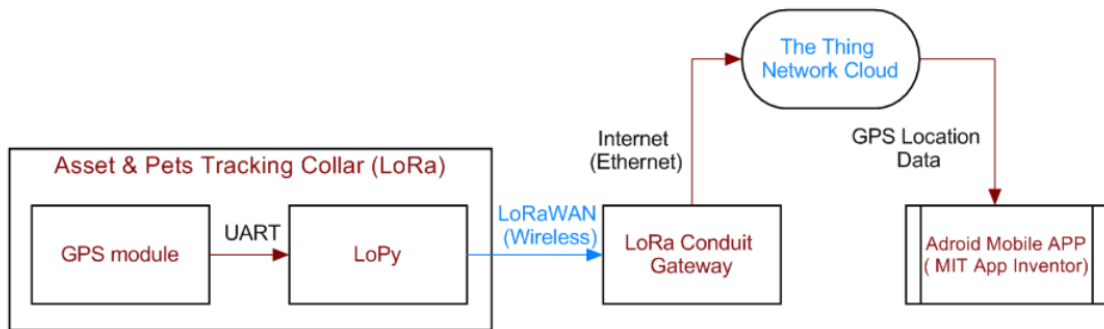 The Thing
Network Cloud
Internet
(Ethernet)
GPS Location
Data
Asset & Pets Tracking Collar (LoRa)
GPS module
UART
LoPy
LoRaWAN
(Wireless)
LoRa Conduit
Gateway
Adroid Mobile APP
( MIT App Inventor)